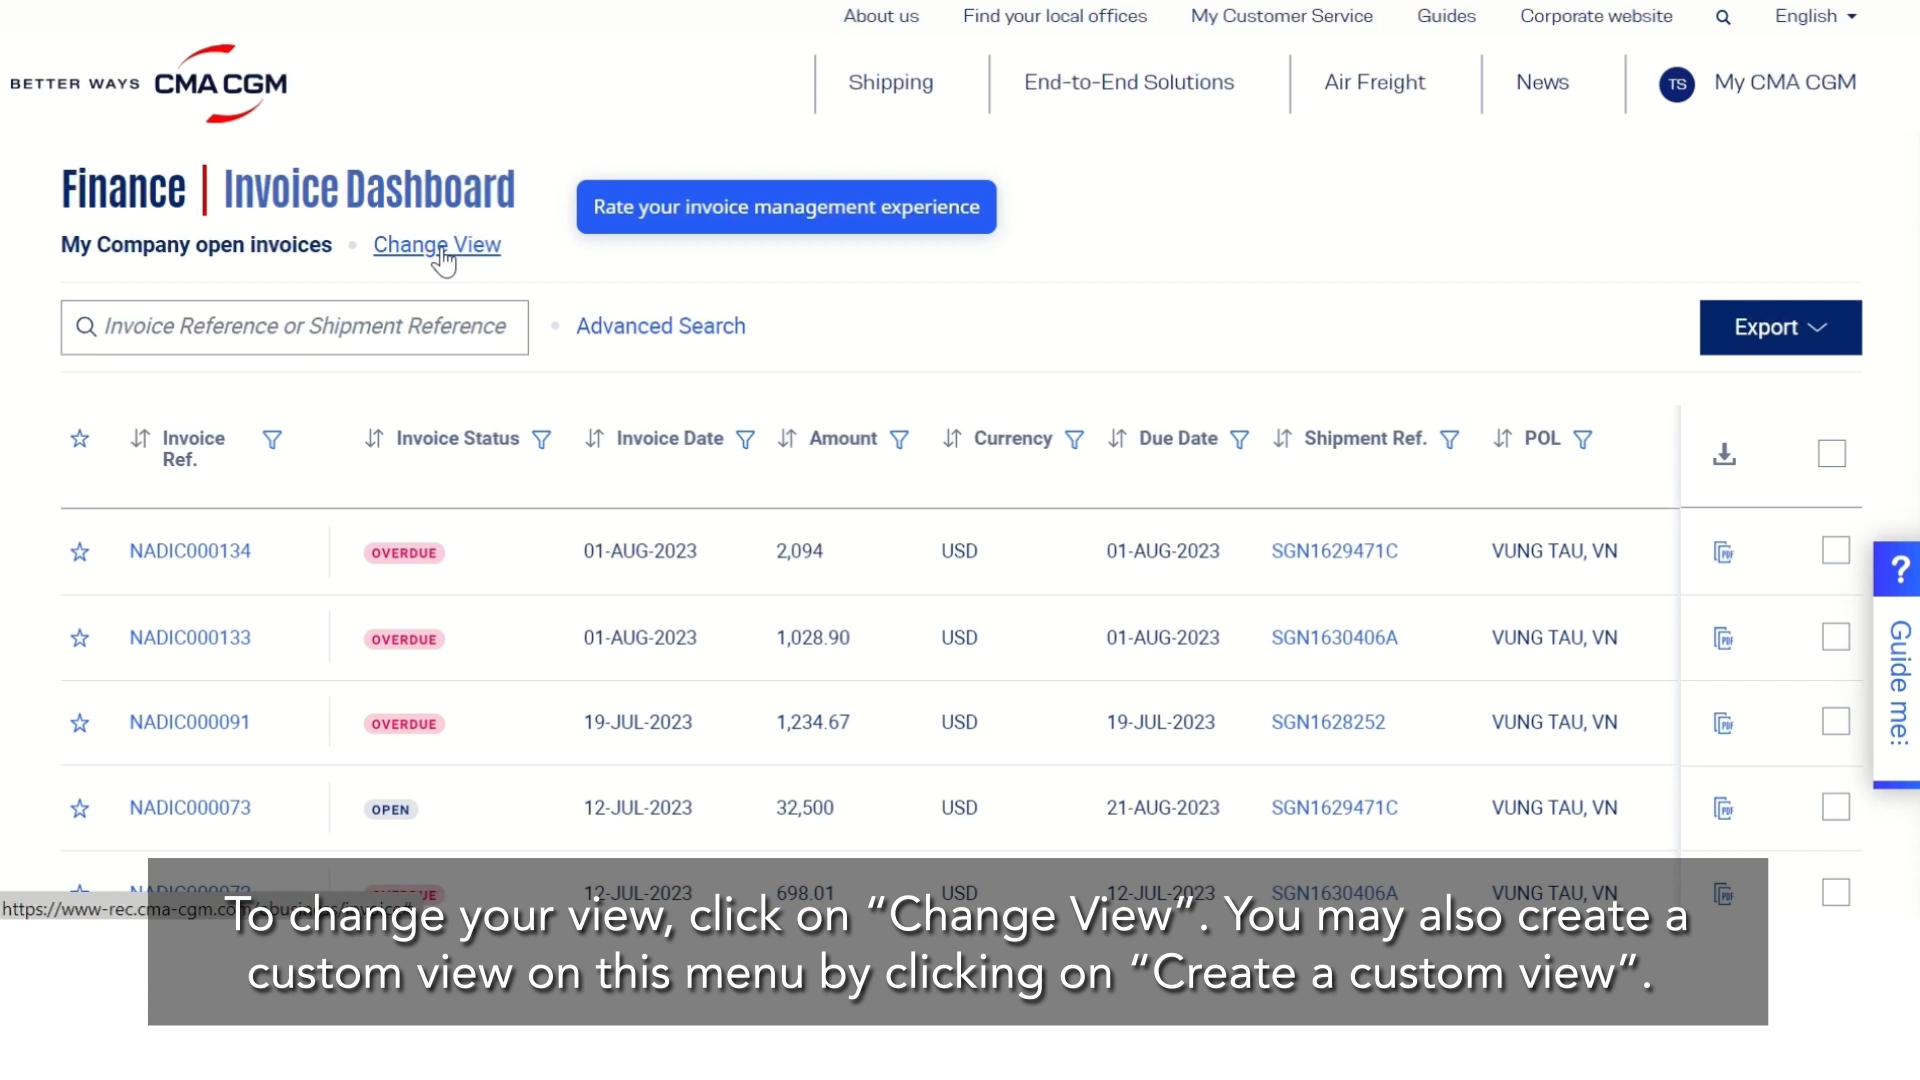 About us Find your local offices My Customer Service Guides Corporate website English
BETTER WAYS CMA CGM Shipping End-to-End Solutions Air Freight News TS My CMA CGM
Finance | Invoice Dashboard
Rate your invoice management experience
My Company open invoices • Change View
Invoice Reference or Shipment Reference • Advanced Search Export
Invoice Ref. Invoice Status Invoice Date Amount Currency Due Date Shipment Ref. POL
NADIC000134 OVERDUE 01-AUG-2023 2,094 USD 01-AUG-2023 SGN1629471C VUNG TAU, VN PDF
NADIC000133 OVERDUE 01-AUG-2023 1,028.90 USD 01-AUG-2023 SGN1630406A VUNG TAU, VN PDF
NADIC000091 OVERDUE 19-JUL-2023 1,234.67 USD 19-JUL-2023 SGN1628252 VUNG TAU, VN PDF
NADIC000073 OPEN 12-JUL-2023 32,500 USD 21-AUG-2023 SGN1629471C VUNG TAU, VN PDF
12-JUL-2023 698.01 USD 12-JUL-2023 SGN1630406A VUNG TAU, VN PDF
? Guide me:
To change your view, click on “Change View”. You may also create a
custom view on this menu by clicking on “Create a custom view”.